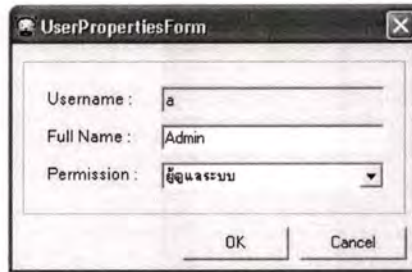 UserPropertiesForm
Username : a
Full Name : Admin
Permission : ผู้ดูแลระบบ
OK Cancel